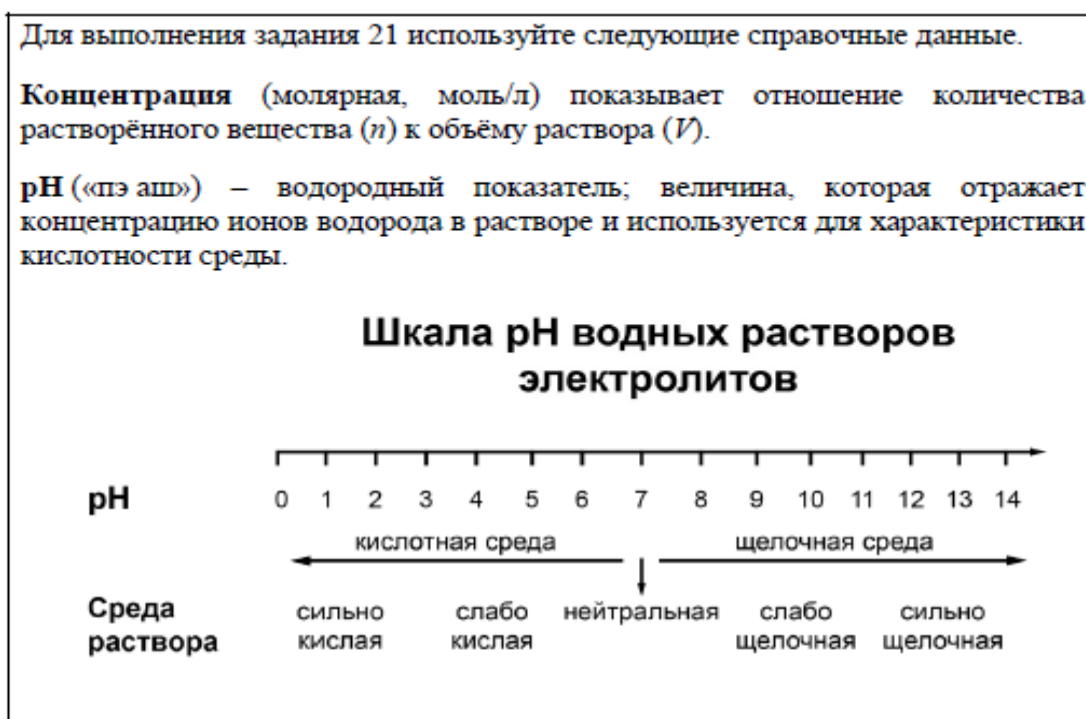 Для выполнения задания 21 используйте следующие справочные данные.
Концентрация (молярная, моль/л) показывает отношение количества
растворённого вещества (n) к объёму раствора (V).
pH («пэ аш») – водородный показатель; величина, которая отражает
концентрацию ионов водорода в растворе и используется для характеристики
кислотности среды.
Шкала pH водных растворов
электролитов
pH 0 1 2 3 4 5 6 7 8 9 10 11 12 13 14
кислотная среда щелочная среда
Среда сильно слабо нейтральная слабо сильно
раствора кислая кислая щелочная щелочная